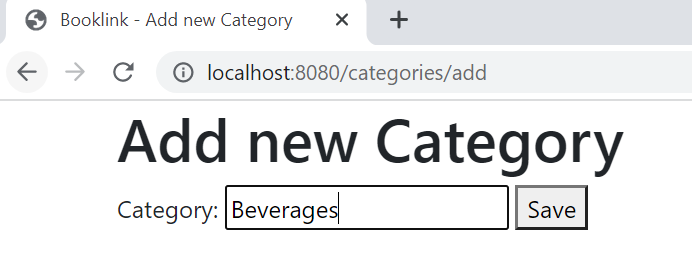 Booklink - Add new Category
localhost:8080/categories/add
Add new Category
Category: Beverages Save